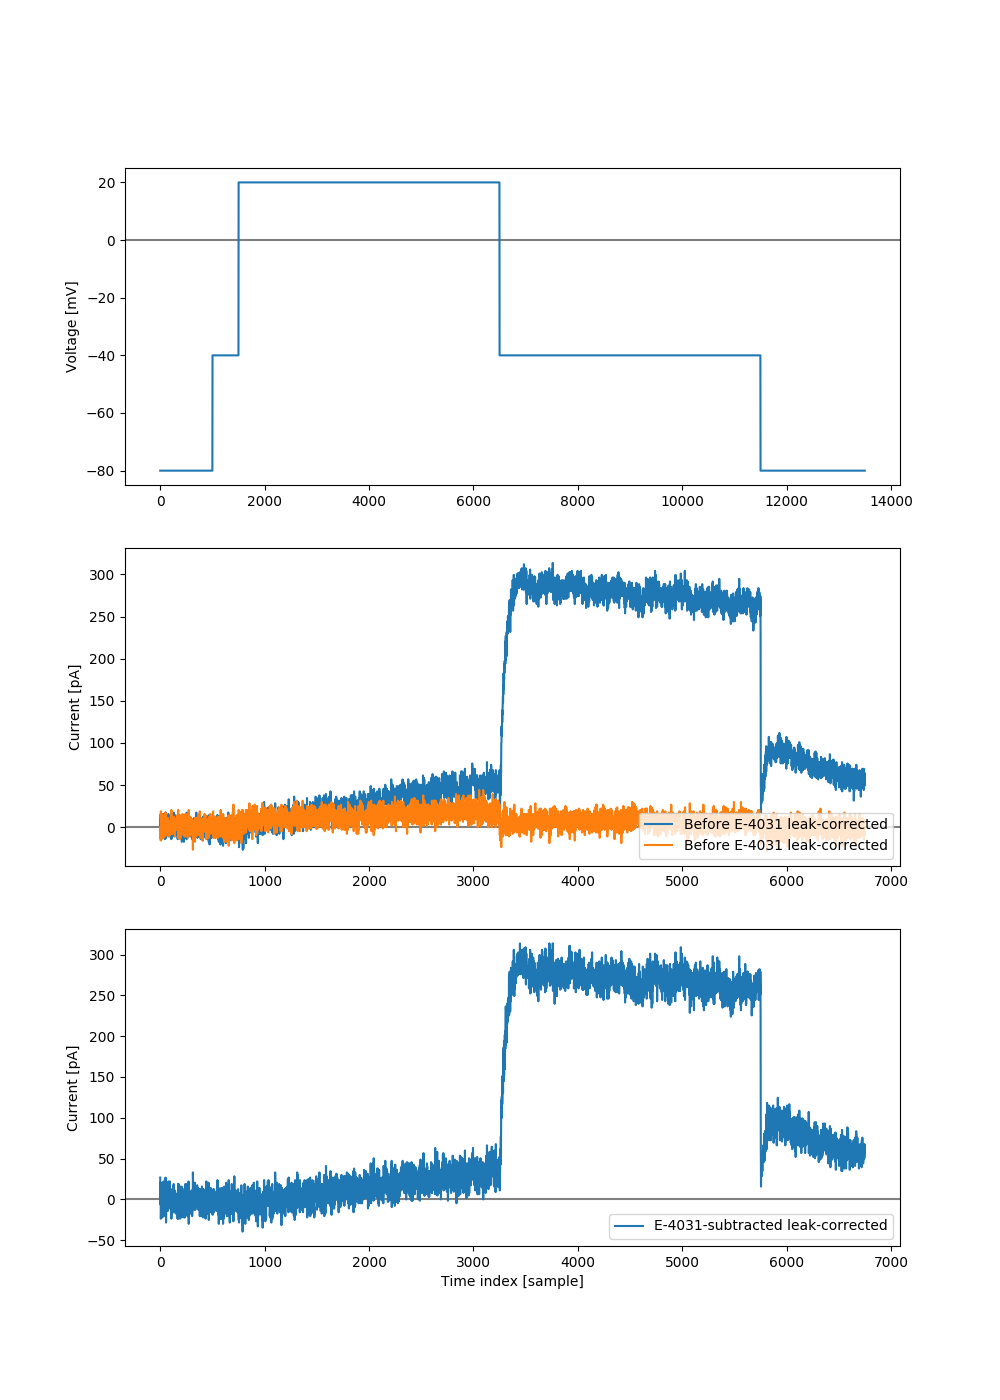 20
0
−20
−40
−60
−80
Voltage [mV]
0 2000 4000 6000 8000 10000 12000 14000
300
250
200
150
100
50
0
Current [pA]
Before E-4031 leak-corrected
Before E-4031 leak-corrected
0 1000 2000 3000 4000 5000 6000 7000
300
250
200
150
100
50
0
−50
Current [pA]
E-4031-subtracted leak-corrected
0 1000 2000 3000 4000 5000 6000 7000
Time index [sample]